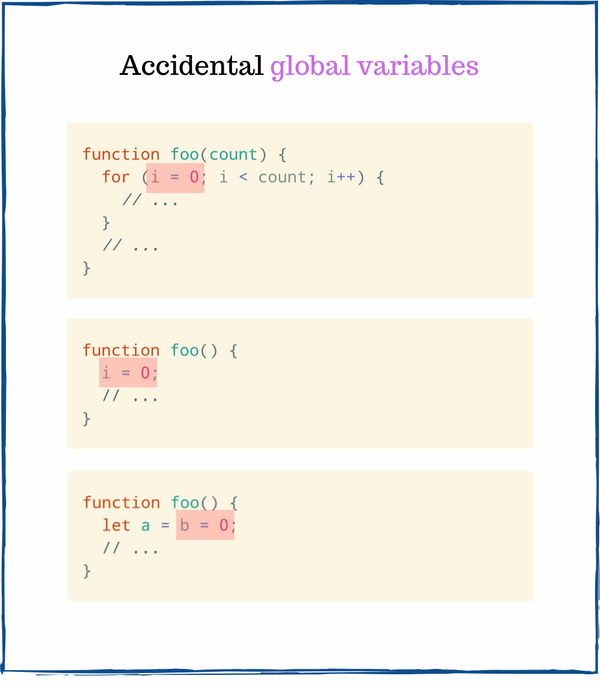 Accidental global variables
function foo(count) {
  for (i = 0; i < count; i++) {
    // ...
  }
  // ...
}
function foo() {
  i = 0;
  // ...
}
function foo() {
  let a = b = 0;
  // ...
}